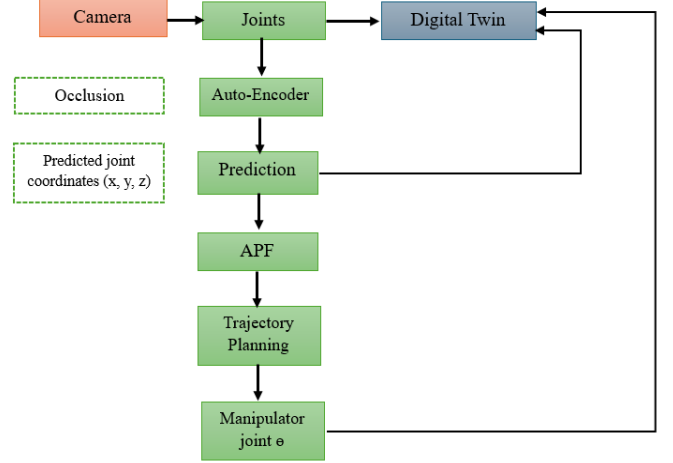 Camera
Joints
Digital Twin
Occlusion
Auto-Encoder
Predicted joint
coordinates (x, y, z)
Prediction
APF
Trajectory
Planning
Manipulator
joint ɵ